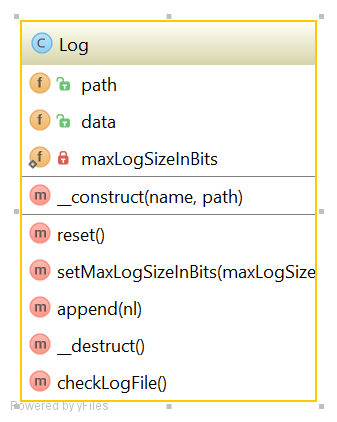 C Log
f path
f data
f maxLogSizeInBits
m __construct(name, path)
m reset()
m setMaxLogSizeInBits(maxLogSize
m append(nl)
m __destruct()
m checkLogFile()
Powered by yFiles